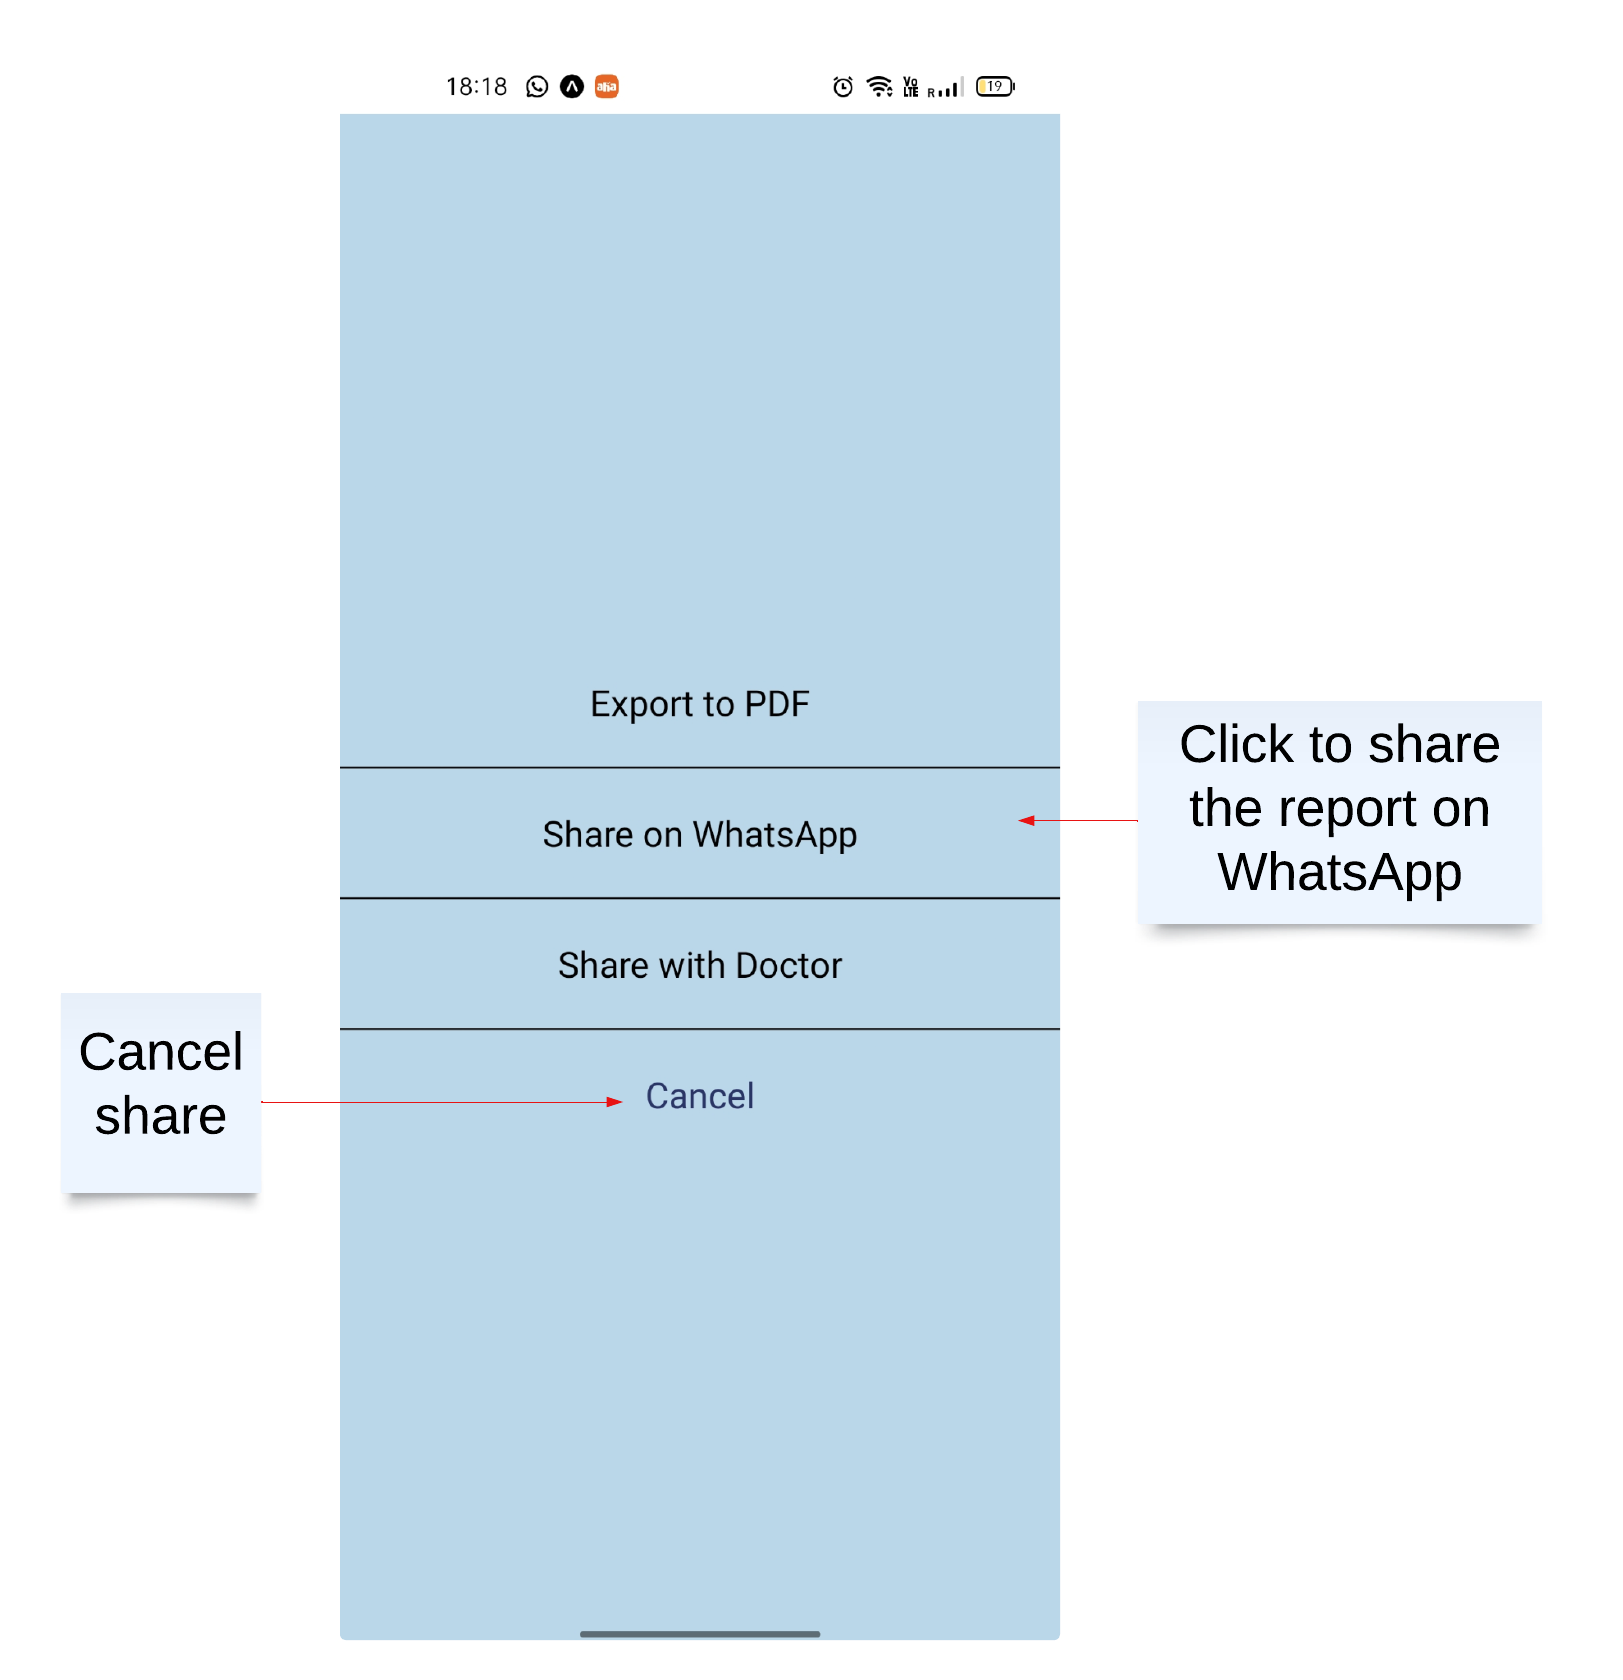 18:18 aha VO LTE R 19
Export to PDF
Share on WhatsApp
Share with Doctor
Cancel
Click to share
the report on
WhatsApp
Cancel
share